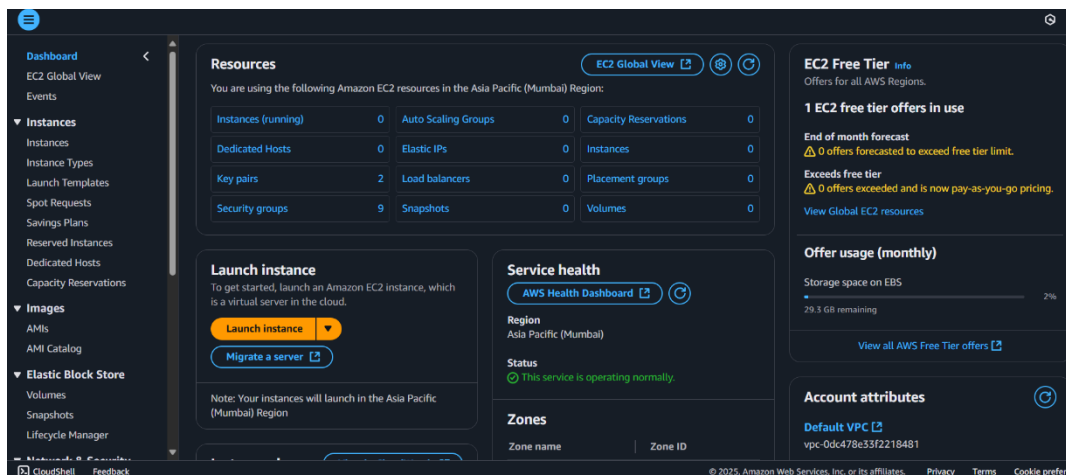 Dashboard
EC2 Global View
Events
Instances
Instances
Instance Types
Launch Templates
Spot Requests
Savings Plans
Reserved Instances
Dedicated Hosts
Capacity Reservations
Images
AMIs
AMI Catalog
Elastic Block Store
Volumes
Snapshots
Lifecycle Manager
Network & Security
Resources
EC2 Global View
You are using the following Amazon EC2 resources in the Asia Pacific (Mumbai) Region:
Instances (running) 0 Auto Scaling Groups 0 Capacity Reservations 0
Dedicated Hosts 0 Elastic IPs 0 Instances 0
Key pairs 2 Load balancers 0 Placement groups 0
Security groups 9 Snapshots 0 Volumes 0
Launch instance
To get started, launch an Amazon EC2 instance, which
is a virtual server in the cloud.
Launch instance
Migrate a server
Note: Your instances will launch in the Asia Pacific
(Mumbai) Region
Service health
AWS Health Dashboard
Region
Asia Pacific (Mumbai)
Status
This service is operating normally.
Zones
Zone name Zone ID
EC2 Free Tier Info
Offers for all AWS Regions.
1 EC2 free tier offers in use
End of month forecast
0 offers forecasted to exceed free tier limit.
Exceeds free tier
0 offers exceeded and is now pay-as-you-go pricing.
View Global EC2 resources
Offer usage (monthly)
Storage space on EBS
2%
29.3 GB remaining
View all AWS Free Tier offers
Account attributes
Default VPC
vpc-0dc478e33f2218481
CloudShell Feedback
© 2025, Amazon Web Services, Inc. or its affiliates. Privacy Terms Cookie prefer